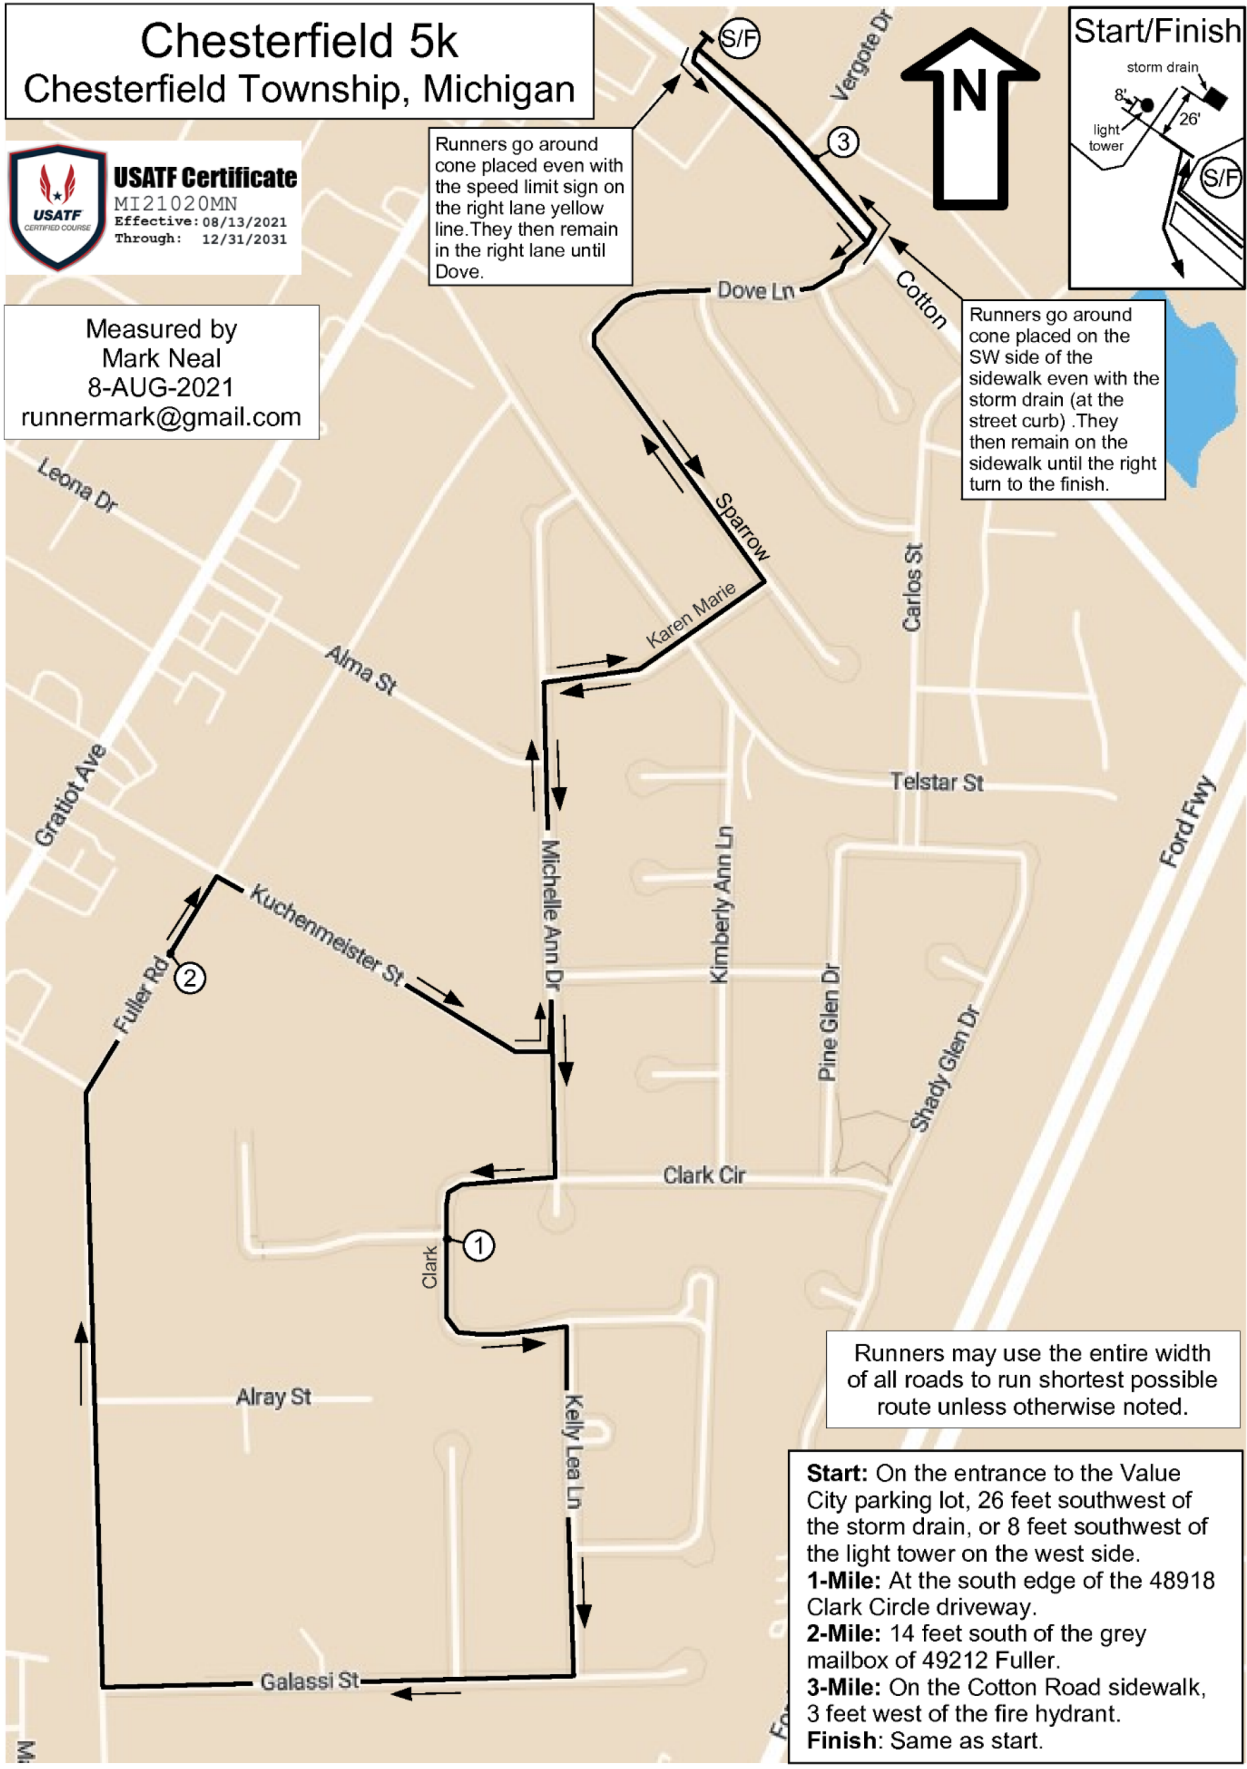 Chesterfield 5k
Chesterfield Township, Michigan
USATF
CERTIFIED COURSE
USATF Certificate
MI21020MN
Effective: 08/13/2021
Through: 12/31/2031
Measured by
Mark Neal
8-AUG-2021
runnermark@gmail.com
S/F
Vergote Dr
3
N
Start/Finish
storm drain
8'
light
tower
26'
S/F
Runners go around
cone placed even with
the speed limit sign on
the right lane yellow
line.They then remain
in the right lane until
Dove.
Dove Ln
Cotton
Runners go around
cone placed on the
SW side of the
sidewalk even with the
storm drain (at the
street curb) .They
then remain on the
sidewalk until the right
turn to the finish.
Leona Dr
Sparrow
Karen Marie
Carlos St
Alma St
Gratiot Ave
Telstar St
Ford Fwy
Michelle Ann Dr
Kimberly Ann Ln
Kuchenmeister St
2
Fuller Rd
Pine Glen Dr
Shady Glen Dr
Clark Cir
1
Clark
Alray St
Kelly Lea Ln
Galassi St
Runners may use the entire width
of all roads to run shortest possible
route unless otherwise noted.
Start: On the entrance to the Value
City parking lot, 26 feet southwest of
the storm drain, or 8 feet southwest of
the light tower on the west side.
1-Mile: At the south edge of the 48918
Clark Circle driveway.
2-Mile: 14 feet south of the grey
mailbox of 49212 Fuller.
3-Mile: On the Cotton Road sidewalk,
3 feet west of the fire hydrant.
Finish: Same as start.